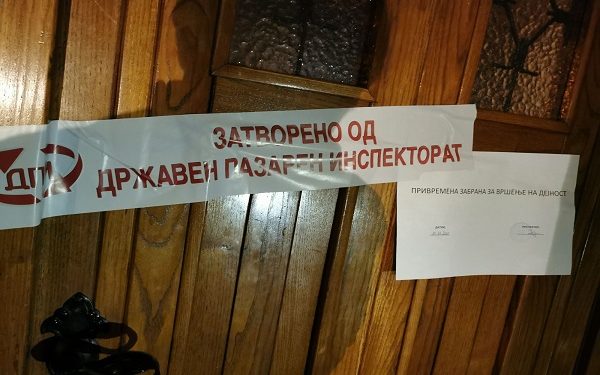 ДПИ
ЗАТВОРЕНО ОД
ДРЖАВЕН ПАЗАРЕН ИНСПЕКТОРАТ
ПРИВРЕМЕНА ЗАБРАНА ЗА ВРШЕЊЕ НА ДЕЈНОСТ